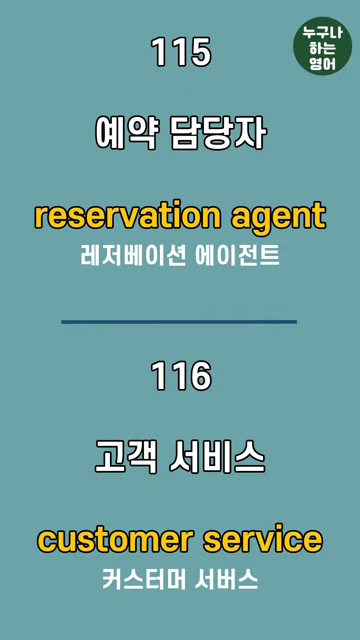 115
누구나
하는
영어
예약 담당자
reservation agent
레저베이션 에이전트
116
고객 서비스
customer service
커스터머 서버스